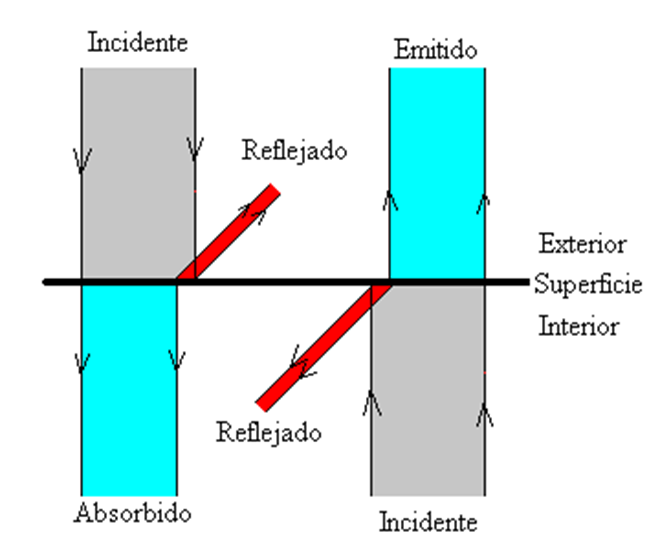 Incidente
Emitido
Reflejado
Exterior
Superficie
Interior
Reflejado
Absorbido
Incidente